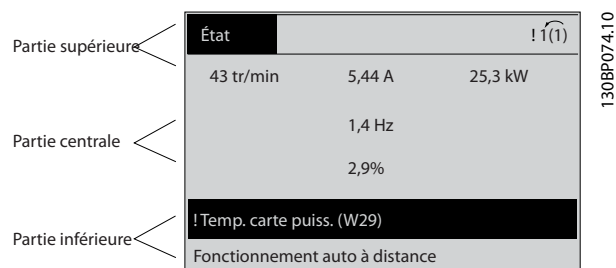 Partie supérieure
État
! 1(1)
43 tr/min 5,44 A 25,3 kW
Partie centrale
1,4 Hz
2,9%
! Temp. carte puiss. (W29)
Partie inférieure
Fonctionnement auto à distance
130BP074.10